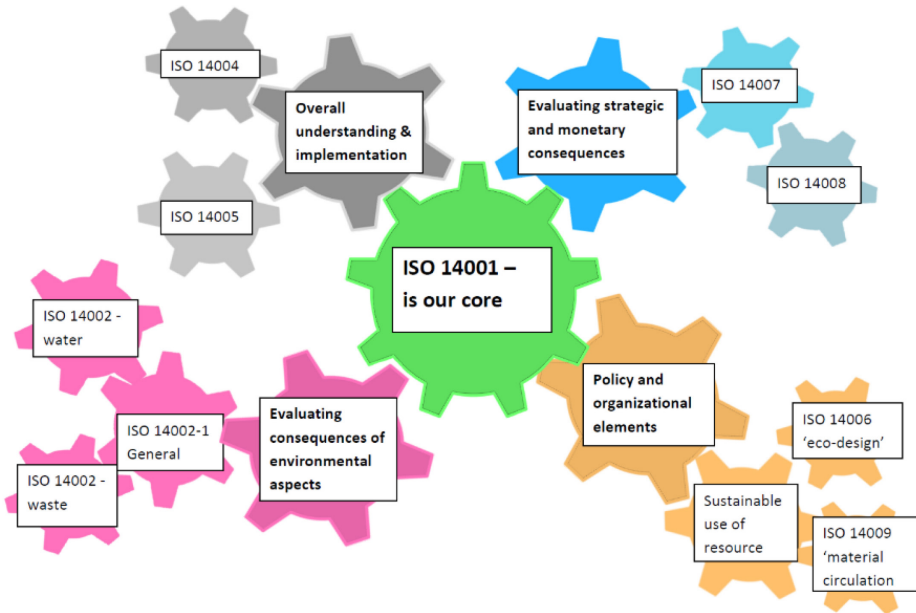 ISO 14004
Overall
understanding &
implementation
ISO 14005
Evaluating strategic
and monetary
consequences
ISO 14007
ISO 14008
ISO 14001 –
is our core
ISO 14002 -
water
ISO 14002-1
General
ISO 14002 -
waste
Evaluating
consequences of
environmental
aspects
Policy and
organizational
elements
ISO 14006
‘eco-design’
Sustainable
use of
resource
ISO 14009
‘material
circulation